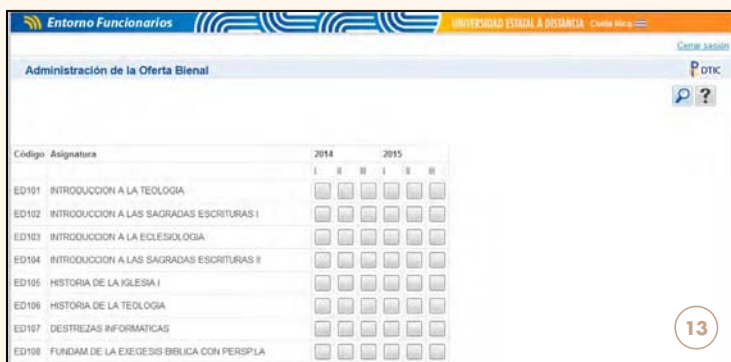 Entorno Funcionarios UNIVERSIDAD ESTATAL A DISTANCIA Costa Rica
Cerrar sesión
Administración de la Oferta Bienal DTIC
?
Código Asignatura 2014 2015
I II III I II III
ED101 INTRODUCCION A LA TEOLOGIA
ED102 INTRODUCCION A LAS SAGRADAS ESCRITURAS I
ED103 INTRODUCCION A LA ECLESIOLOGIA
ED104 INTRODUCCION A LAS SAGRADAS ESCRITURAS II
ED105 HISTORIA DE LA IGLESIA I
ED106 HISTORIA DE LA TEOLOGIA
ED107 DESTREZAS INFORMATICAS
ED108 FUNDAM.DE LA EXEGESIS BIBLICA CON PERSP.LA
13